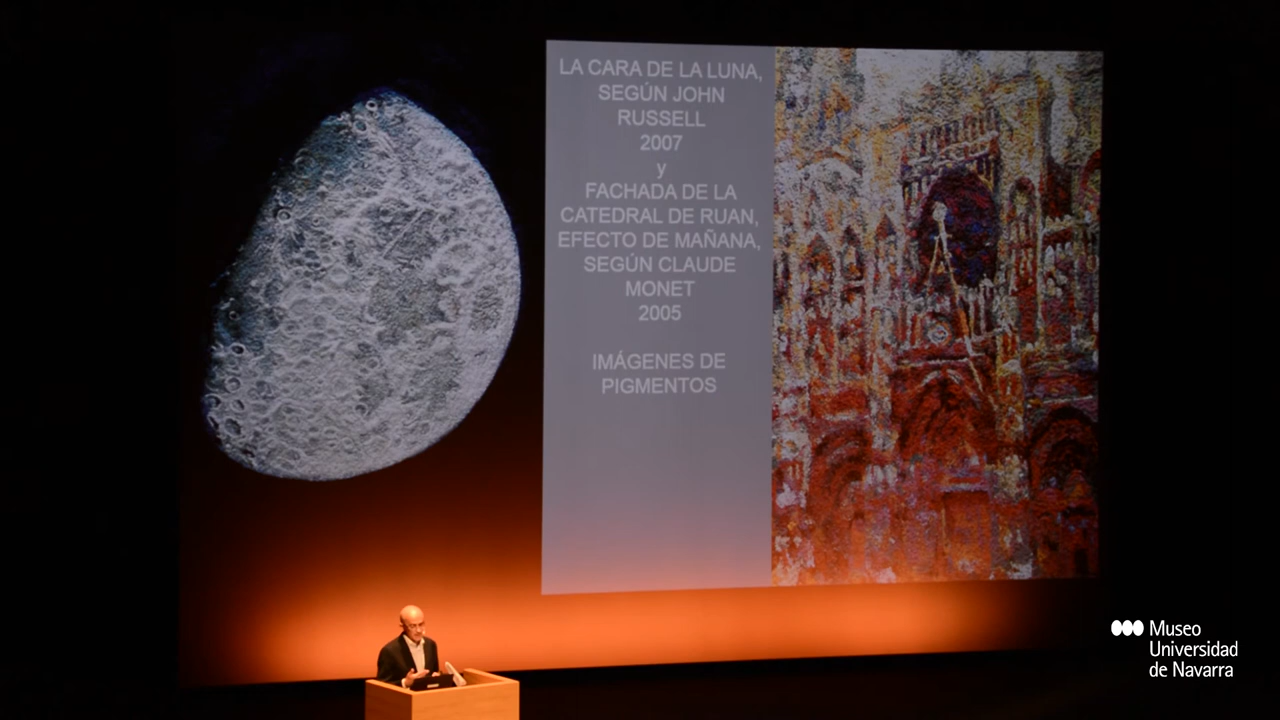 LA CARA DE LA LUNA,
SEGÚN JOHN
RUSSELL
2007
y
FACHADA DE LA
CATEDRAL DE RUAN,
EFECTO DE MAÑANA,
SEGÚN CLAUDE
MONET
2005
IMÁGENES DE
PIGMENTOS
Museo
Universidad
de Navarra